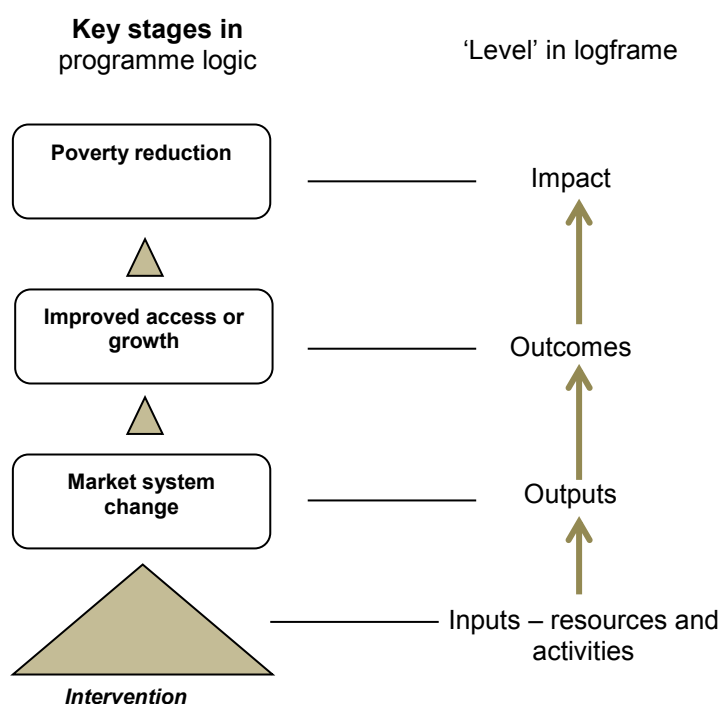 Key stages in
programme logic
‘Level’ in logframe
Poverty reduction
Impact
Improved access or
growth
Outcomes
Market system
change
Outputs
Inputs – resources and
activities
Intervention